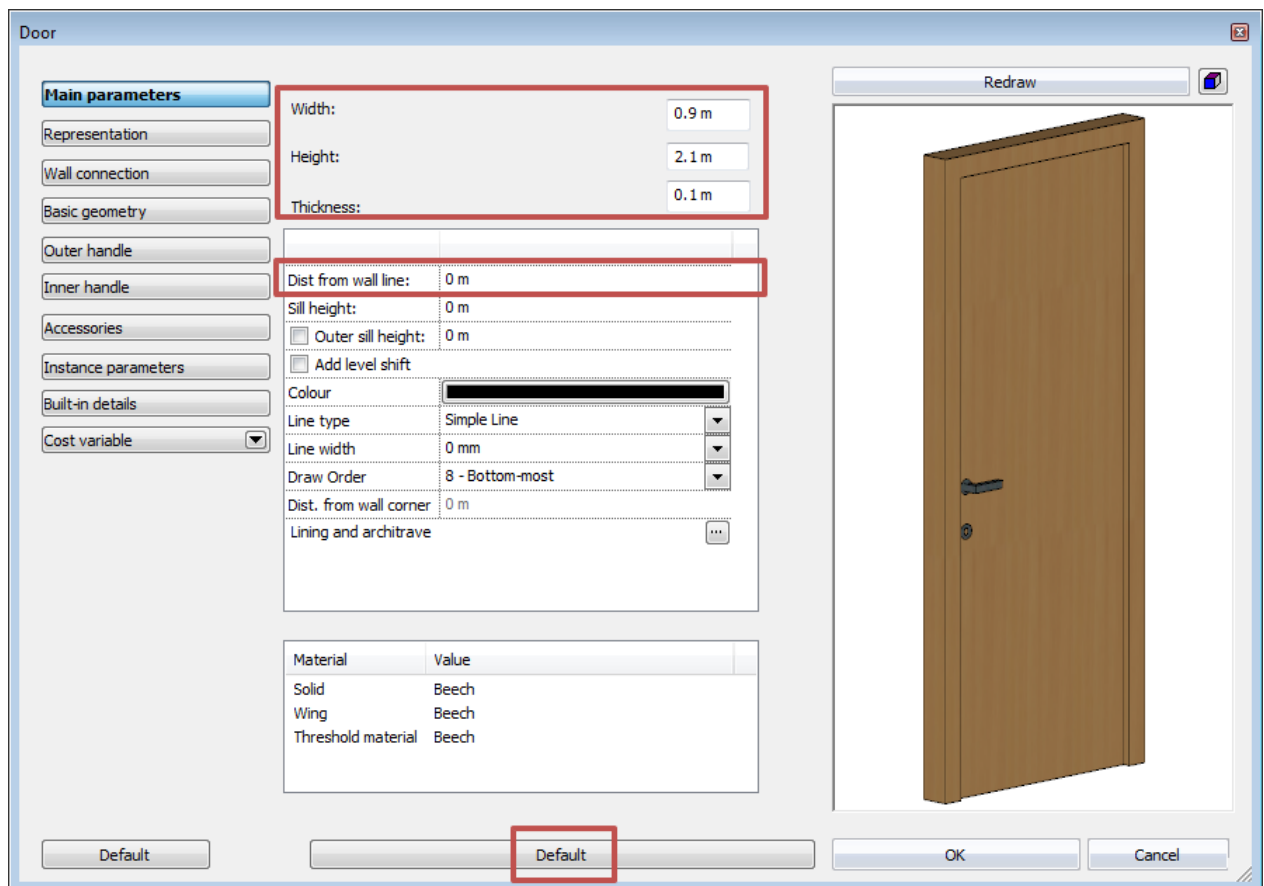 Door
Main parameters
Representation
Wall connection
Basic geometry
Outer handle
Inner handle
Accessories
Instance parameters
Built-in details
Cost variable
Width: 0.9 m
Height: 2.1 m
Thickness: 0.1 m
Dist from wall line: 0 m
Sill height: 0 m
Outer sill height: 0 m
Add level shift
Colour
Line type Simple Line
Line width 0 mm
Draw Order 8 - Bottom-most
Dist. from wall corner 0 m
Lining and architrave ...
Material Value
Solid Beech
Wing Beech
Threshold material Beech
Redraw
Default Default OK Cancel